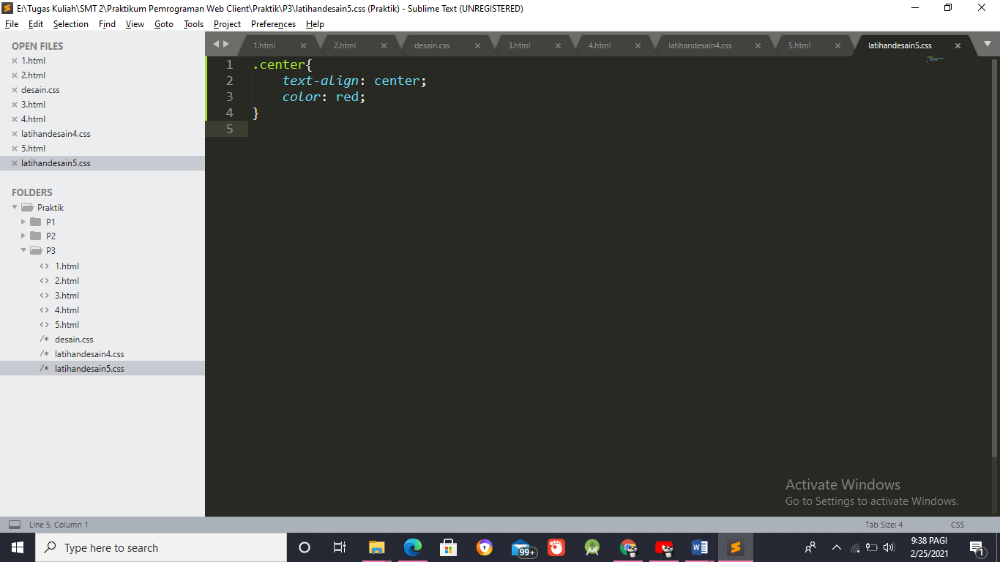 E:\Tugas Kuliah\SMT 2\Praktikum Pemrograman Web Client\Praktik\P3\latihandesain5.css (Praktik) - Sublime Text (UNREGISTERED)
File Edit Selection Find View Goto Tools Project Preferences Help
OPEN FILES
1.html
2.html
desain.css
3.html
4.html
latihandesain4.css
5.html
latihandesain5.css
FOLDERS
Praktik
P1
P2
P3
<> 1.html
<> 2.html
<> 3.html
<> 4.html
<> 5.html
/* desain.css
/* latihandesain4.css
/* latihandesain5.css
1.html 2.html desain.css 3.html 4.html latihandesain4.css 5.html latihandesain5.css
1 .center{
2 text-align: center;
3 color: red;
4 }
5
Activate Windows
Go to Settings to activate Windows.
Line 5, Column 1 Tab Size: 4 CSS
Type here to search 99+ 9:38 PAGI
2/25/2021 1